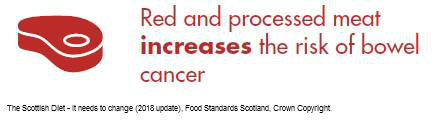 Red and processed meat
increases the risk of bowel
cancer
The Scottish Diet - It needs to change (2018 update), Food Standards Scotland, Crown Copyright.